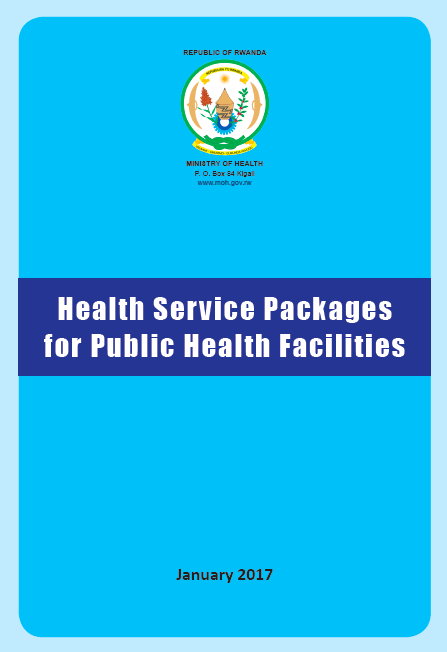 REPUBLIC OF RWANDA
MINISTRY OF HEALTH
P. O. Box 84 Kigali
www.moh.gov.rw
Health Service Packages
for Public Health Facilities
January 2017